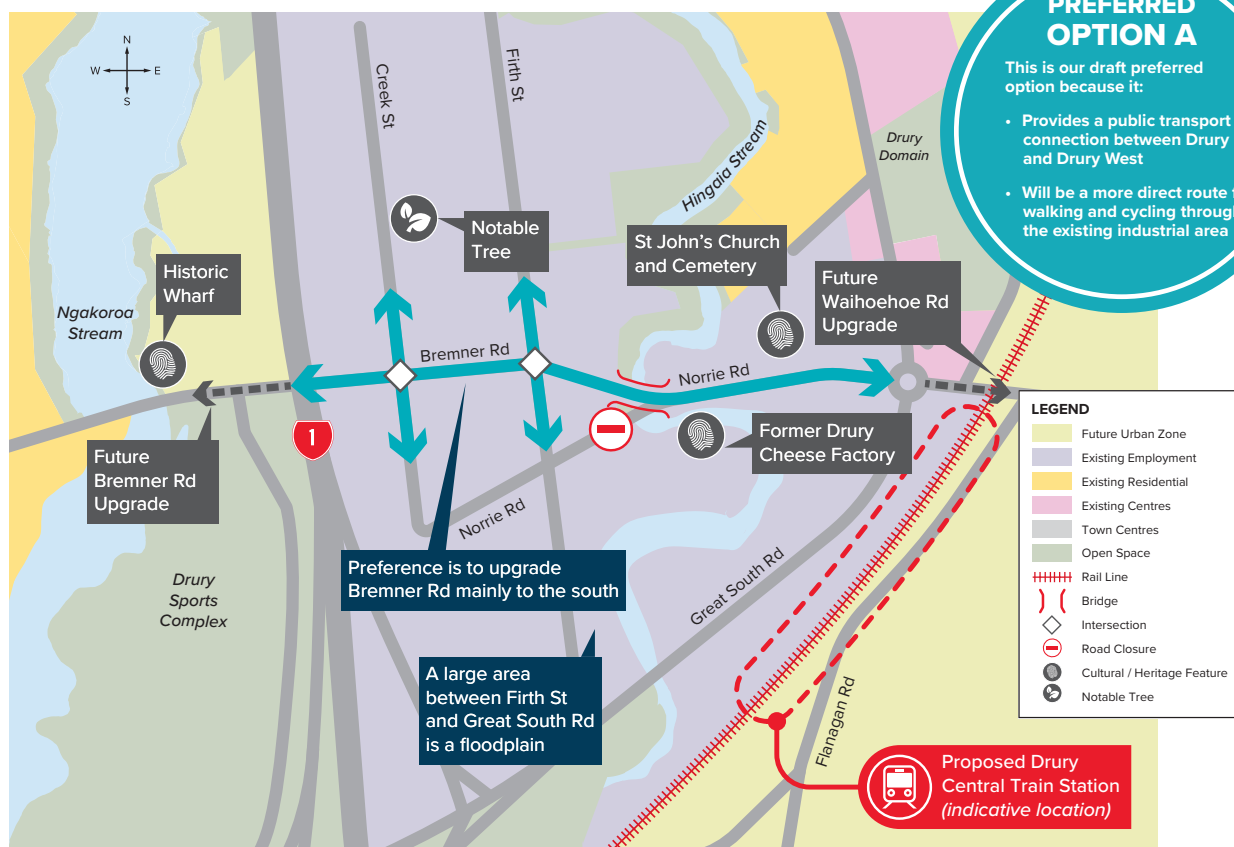 PREFERRED
OPTION A
This is our draft preferred
option because it:
• Provides a public transport
connection between Drury
and Drury West
• Will be a more direct route
walking and cycling through
the existing industrial area
N
W
E
S
Creek St
Firth St
Hingaia Stream
Drury
Domain
Notable
Tree
St John's Church
and Cemetery
Future
Waihoehoe Rd
Upgrade
Historic
Wharf
Ngakoroa
Stream
Bremner Rd
Norrie Rd
1
Future
Bremner Rd
Upgrade
Former Drury
Cheese Factory
Norrie Rd
Preference is to upgrade
Bremner Rd mainly to the south
Drury
Sports
Complex
Great South Rd
A large area
between Firth St
and Great South Rd
is a floodplain
Flanagan Rd
Proposed Drury
Central Train Station
(indicative location)
LEGEND
Future Urban Zone
Existing Employment
Existing Residential
Existing Centres
Town Centres
Open Space
Rail Line
Bridge
Intersection
Road Closure
Cultural / Heritage Feature
Notable Tree